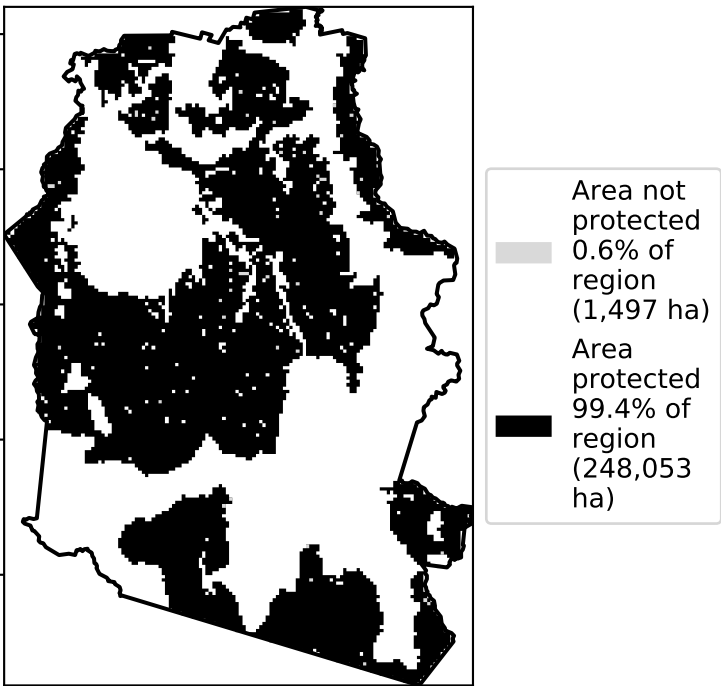 Area not
protected
0.6% of
region
(1,497 ha)
Area
protected
99.4% of
region
(248,053
ha)